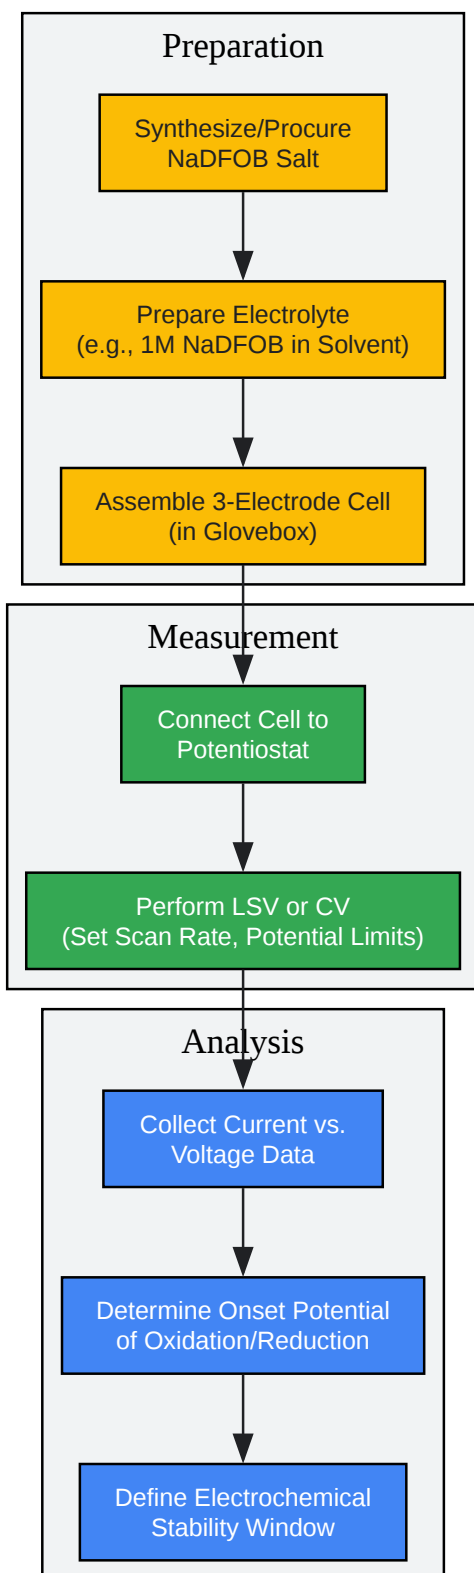 Preparation
Synthesize/Procure
NaDFOB Salt
Prepare Electrolyte
(e.g., 1M NaDFOB in Solvent)
Assemble 3-Electrode Cell
(in Glovebox)
Measurement
Connect Cell to
Potentiostat
Perform LSV or CV
(Set Scan Rate, Potential Limits)
Analysis
Collect Current vs.
Voltage Data
Determine Onset Potential
of Oxidation/Reduction
Define Electrochemical
Stability Window